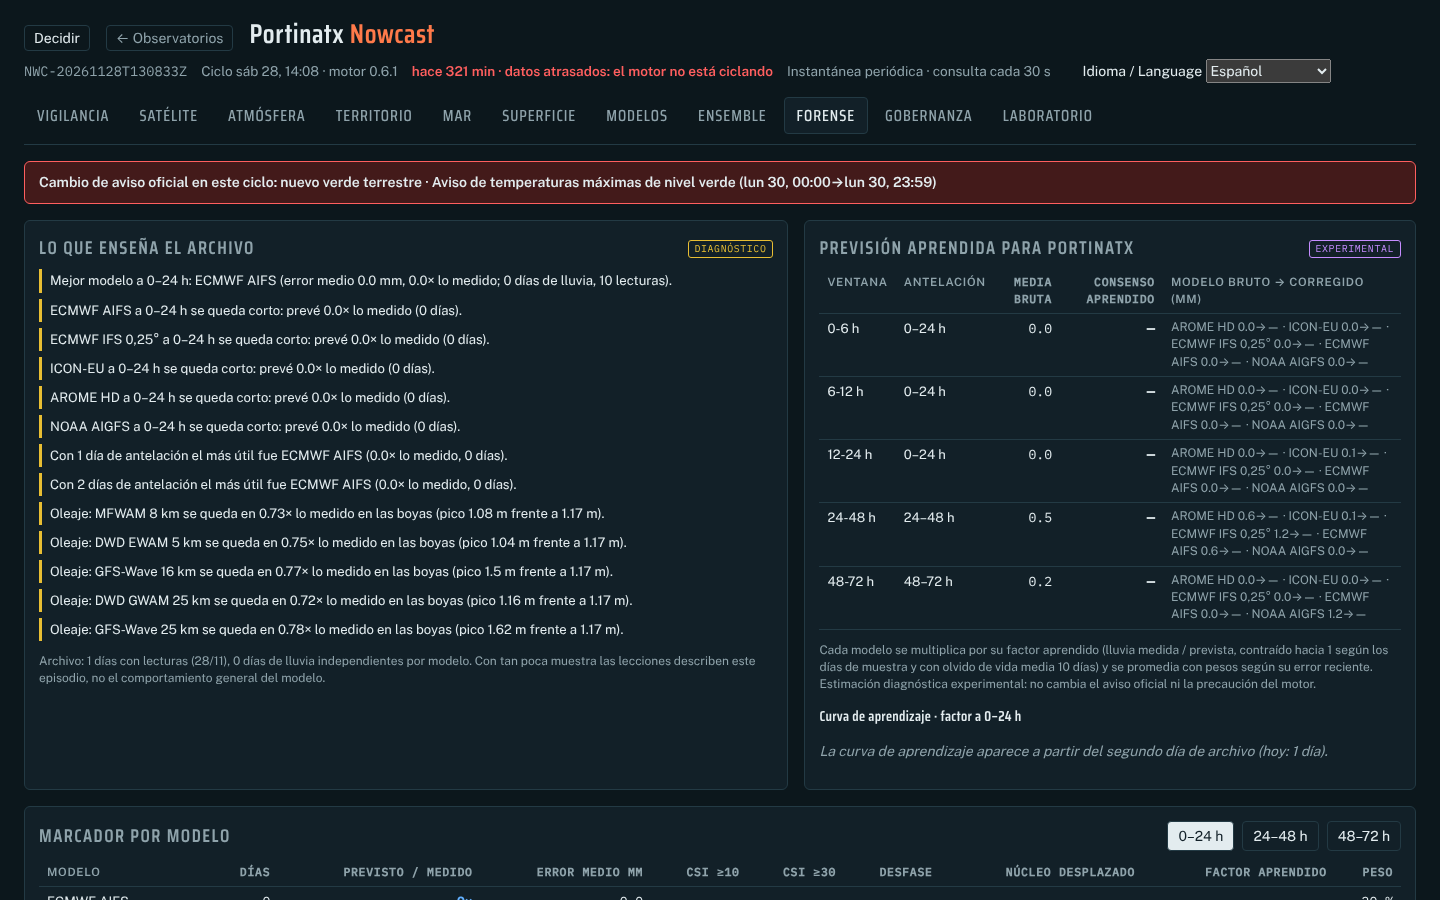 Decidir
← Observatorios
Portinatx Nowcast
NWC-20261128T130833Z Ciclo sáb 28, 14:08 · motor 0.6.1 hace 321 min · datos atrasados: el motor no está ciclando Instantánea periódica · consulta cada 30 s Idioma / Language Español
VIGILANCIA SATÉLITE ATMÓSFERA TERRITORIO MAR SUPERFICIE MODELOS ENSEMBLE FORENSE GOBERNANZA LABORATORIO
Cambio de aviso oficial en este ciclo: nuevo verde terrestre · Aviso de temperaturas máximas de nivel verde (lun 30, 00:00→lun 30, 23:59)
LO QUE ENSEÑA EL ARCHIVO DIAGNÓSTICO
Mejor modelo a 0–24 h: ECMWF AIFS (error medio 0.0 mm, 0.0× lo medido; 0 días de lluvia, 10 lecturas).
ECMWF AIFS a 0–24 h se queda corto: prevé 0.0× lo medido (0 días).
ECMWF IFS 0,25° a 0–24 h se queda corto: prevé 0.0× lo medido (0 días).
ICON-EU a 0–24 h se queda corto: prevé 0.0× lo medido (0 días).
AROME HD a 0–24 h se queda corto: prevé 0.0× lo medido (0 días).
NOAA AIGFS a 0–24 h se queda corto: prevé 0.0× lo medido (0 días).
Con 1 día de antelación el más útil fue ECMWF AIFS (0.0× lo medido, 0 días).
Con 2 días de antelación el más útil fue ECMWF AIFS (0.0× lo medido, 0 días).
Oleaje: MFWAM 8 km se queda en 0.73× lo medido en las boyas (pico 1.08 m frente a 1.17 m).
Oleaje: DWD EWAM 5 km se queda en 0.75× lo medido en las boyas (pico 1.04 m frente a 1.17 m).
Oleaje: GFS-Wave 16 km se queda en 0.77× lo medido en las boyas (pico 1.5 m frente a 1.17 m).
Oleaje: DWD GWAM 25 km se queda en 0.72× lo medido en las boyas (pico 1.16 m frente a 1.17 m).
Oleaje: GFS-Wave 25 km se queda en 0.78× lo medido en las boyas (pico 1.62 m frente a 1.17 m).
Archivo: 1 días con lecturas (28/11), 0 días de lluvia independientes por modelo. Con tan poca muestra las lecciones describen este
episodio, no el comportamiento general del modelo.
PREVISIÓN APRENDIDA PARA PORTINATX EXPERIMENTAL
VENTANA ANTELACIÓN MEDIA CONSENSO MODELO BRUTO → CORREGIDO
BRUTA APRENDIDO (MM)
0-6 h 0–24 h 0.0 — AROME HD 0.0→— · ICON-EU 0.0→— ·
ECMWF IFS 0,25° 0.0→— · ECMWF
AIFS 0.0→— · NOAA AIGFS 0.0→—
6-12 h 0–24 h 0.0 — AROME HD 0.0→— · ICON-EU 0.0→— ·
ECMWF IFS 0,25° 0.0→— · ECMWF
AIFS 0.0→— · NOAA AIGFS 0.0→—
12-24 h 0–24 h 0.0 — AROME HD 0.0→— · ICON-EU 0.1→— ·
ECMWF IFS 0,25° 0.0→— · ECMWF
AIFS 0.0→— · NOAA AIGFS 0.0→—
24-48 h 24–48 h 0.5 — AROME HD 0.6→— · ICON-EU 0.1→— ·
ECMWF IFS 0,25° 1.2→— · ECMWF
AIFS 0.6→— · NOAA AIGFS 0.0→—
48-72 h 48–72 h 0.2 — AROME HD 0.0→— · ICON-EU 0.0→— ·
ECMWF IFS 0,25° 0.0→— · ECMWF
AIFS 0.0→— · NOAA AIGFS 1.2→—
Cada modelo se multiplica por su factor aprendido (lluvia medida / prevista, contraído hacia 1 según los
días de muestra y con olvido de vida media 10 días) y se promedia con pesos según su error reciente.
Estimación diagnóstica experimental: no cambia el aviso oficial ni la precaución del motor.
Curva de aprendizaje · factor a 0–24 h
La curva de aprendizaje aparece a partir del segundo día de archivo (hoy: 1 día).
MARCADOR POR MODELO 0–24 h 24–48 h 48–72 h
MODELO DÍAS PREVISTO / MEDIDO ERROR MEDIO MM CSI ≥10 CSI ≥30 DESFASE NÚCLEO DESPLAZADO FACTOR APRENDIDO PESO